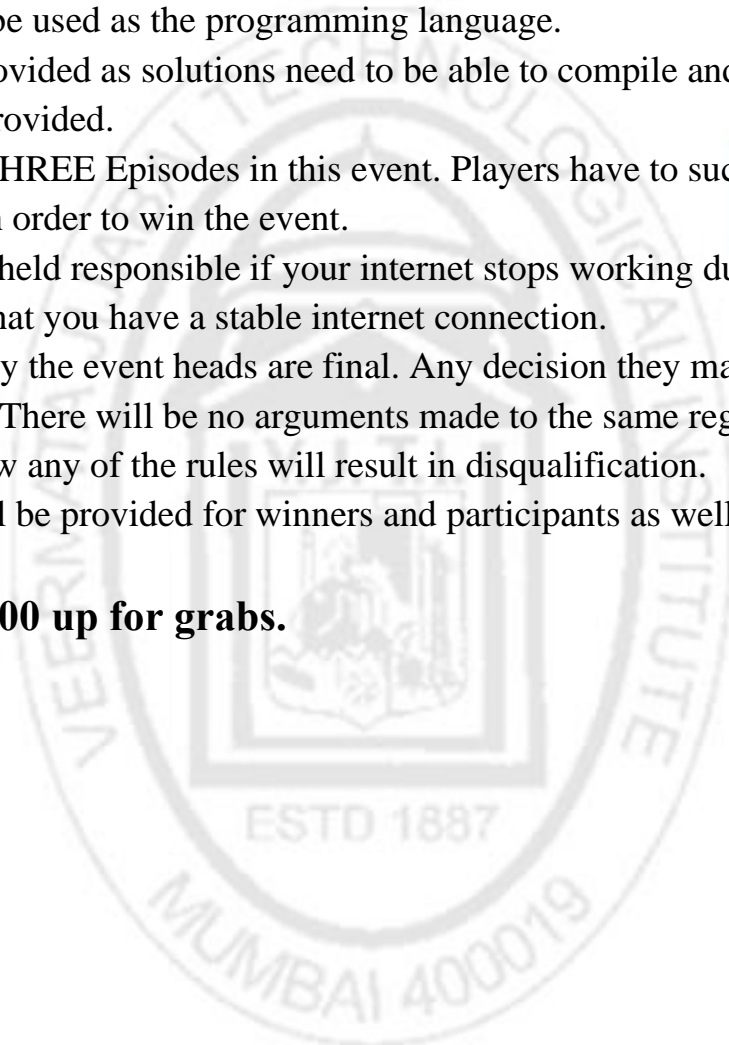 be used as the programming language.
ovided as solutions need to be able to compile and
rovided.
HREE Episodes in this event. Players have to suc
n order to win the event.
held responsible if your internet stops working du
hat you have a stable internet connection.
y the event heads are final. Any decision they ma
There will be no arguments made to the same reg
w any of the rules will result in disqualification.
l be provided for winners and participants as well
00 up for grabs.
VEERMATA JIJABAI TECHNOLOGICAL INSTITUTE
V.J.T.I.
ESTD 1887
MUMBAI 400019